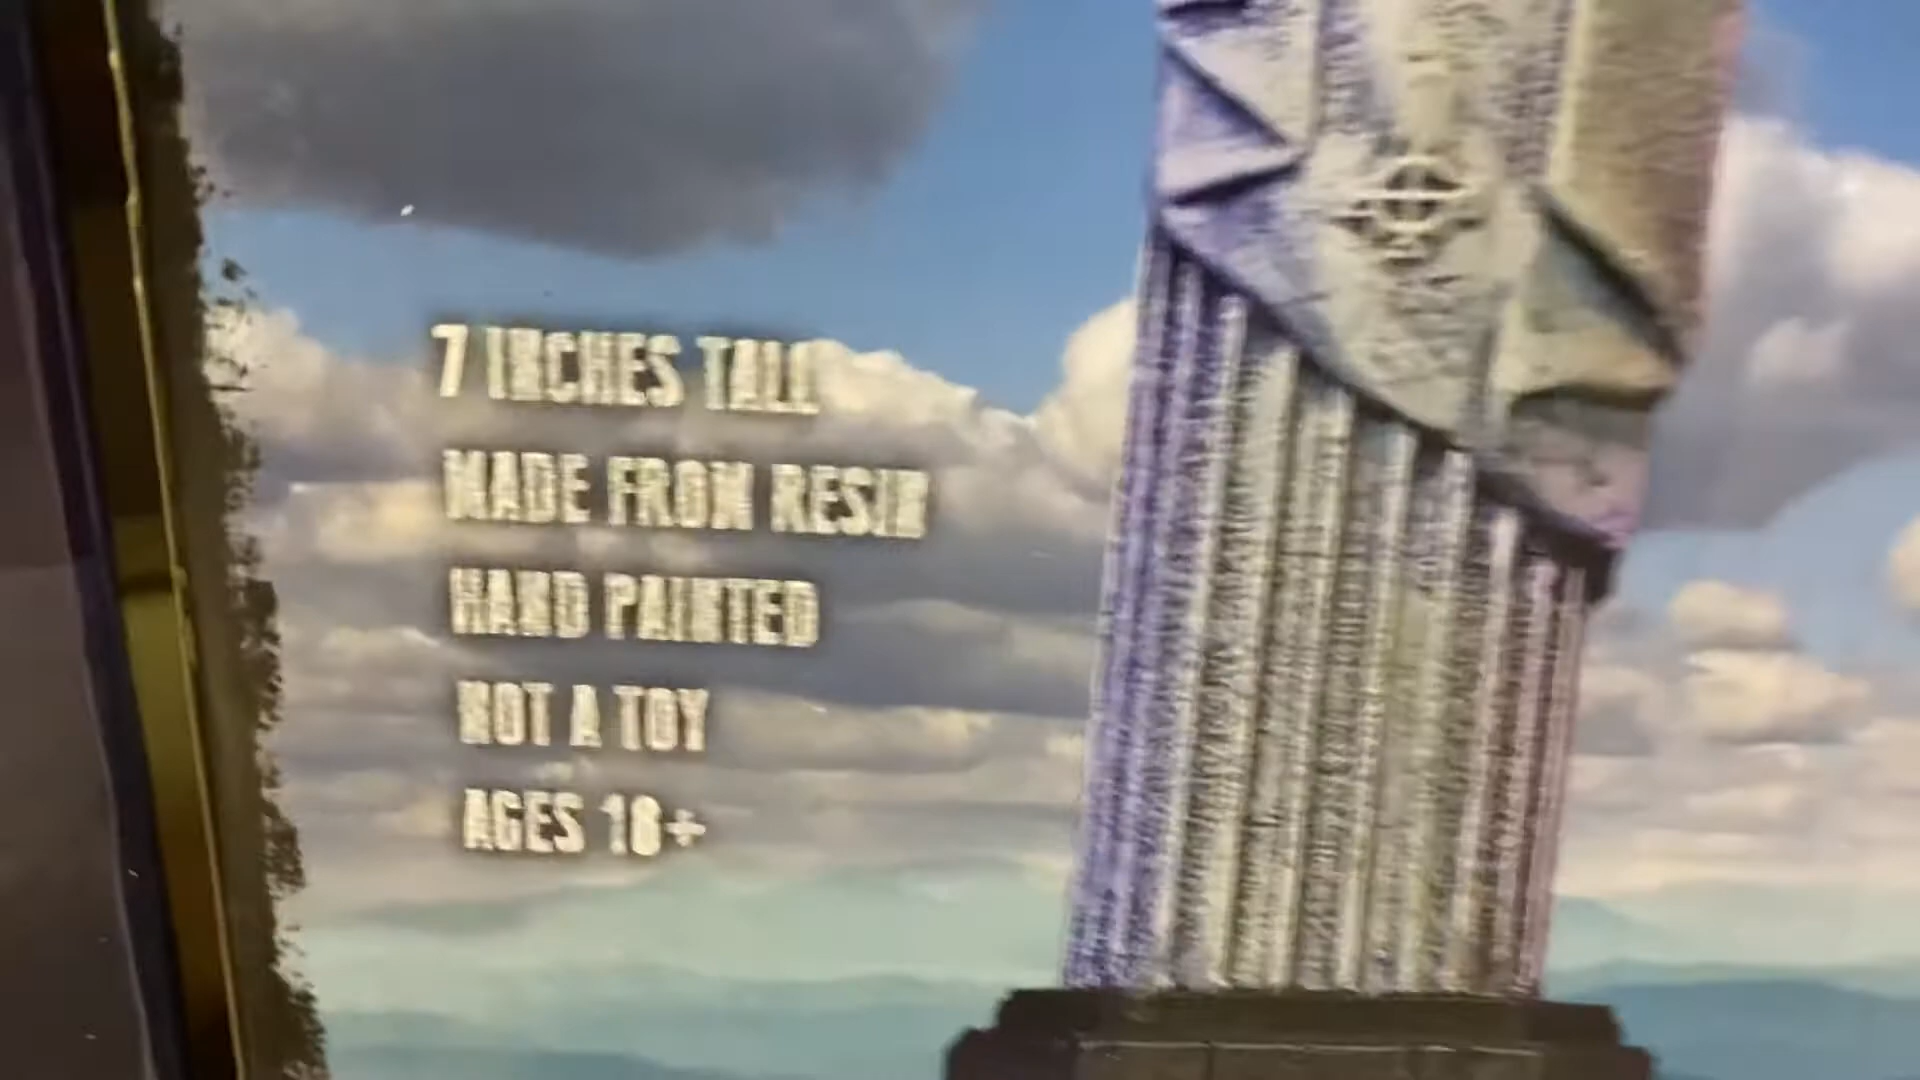 7 INCHES TALL
MADE FROM RESIN
HAND PAINTED
NOT A TOY
AGES 18+